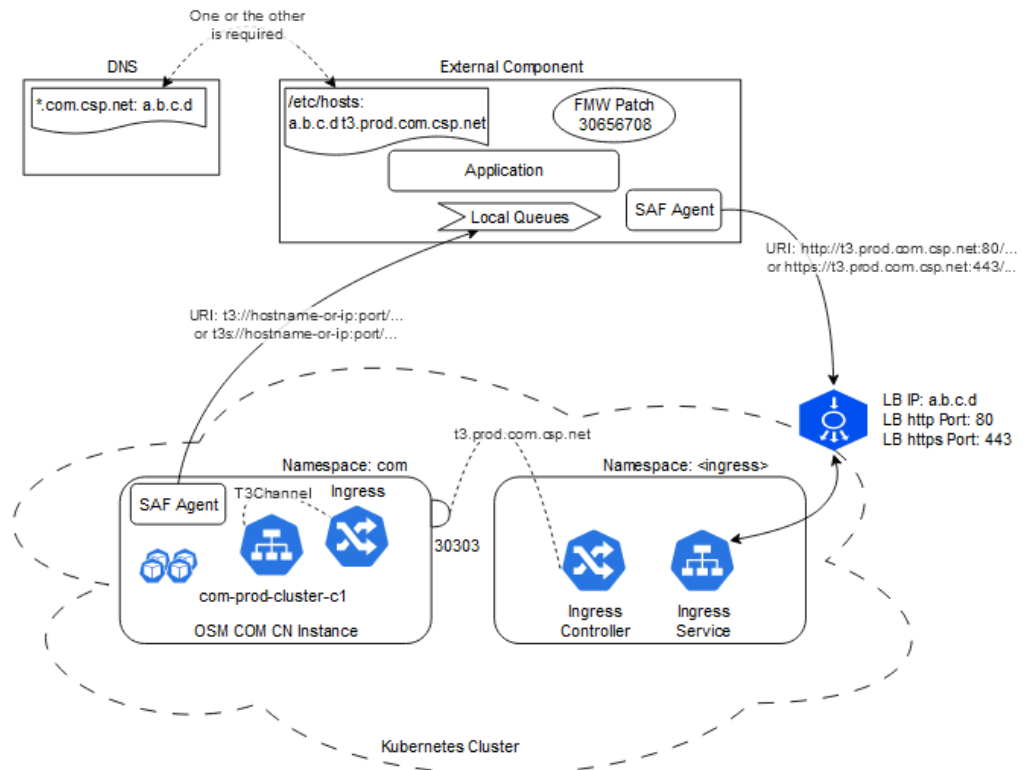 One or the other
is required
DNS
External Component
*.com.csp.net: a.b.c.d
/etc/hosts:
a.b.c.d t3.prod.com.csp.net
FMW Patch
30656708
Application
Local Queues
SAF Agent
URI: http://t3.prod.com.csp.net:80/...
or https://t3.prod.com.csp.net:443/...
URI: t3://hostname-or-ip:port/...
or t3s://hostname-or-ip:port/...
LB IP: a.b.c.d
LB http Port: 80
LB https Port: 443
t3.prod.com.csp.net
Namespace: com
Namespace: <ingress>
SAF Agent
T3Channel
Ingress
30303
com-prod-cluster-c1
OSM COM CN Instance
Ingress
Controller
Ingress
Service
Kubernetes Cluster